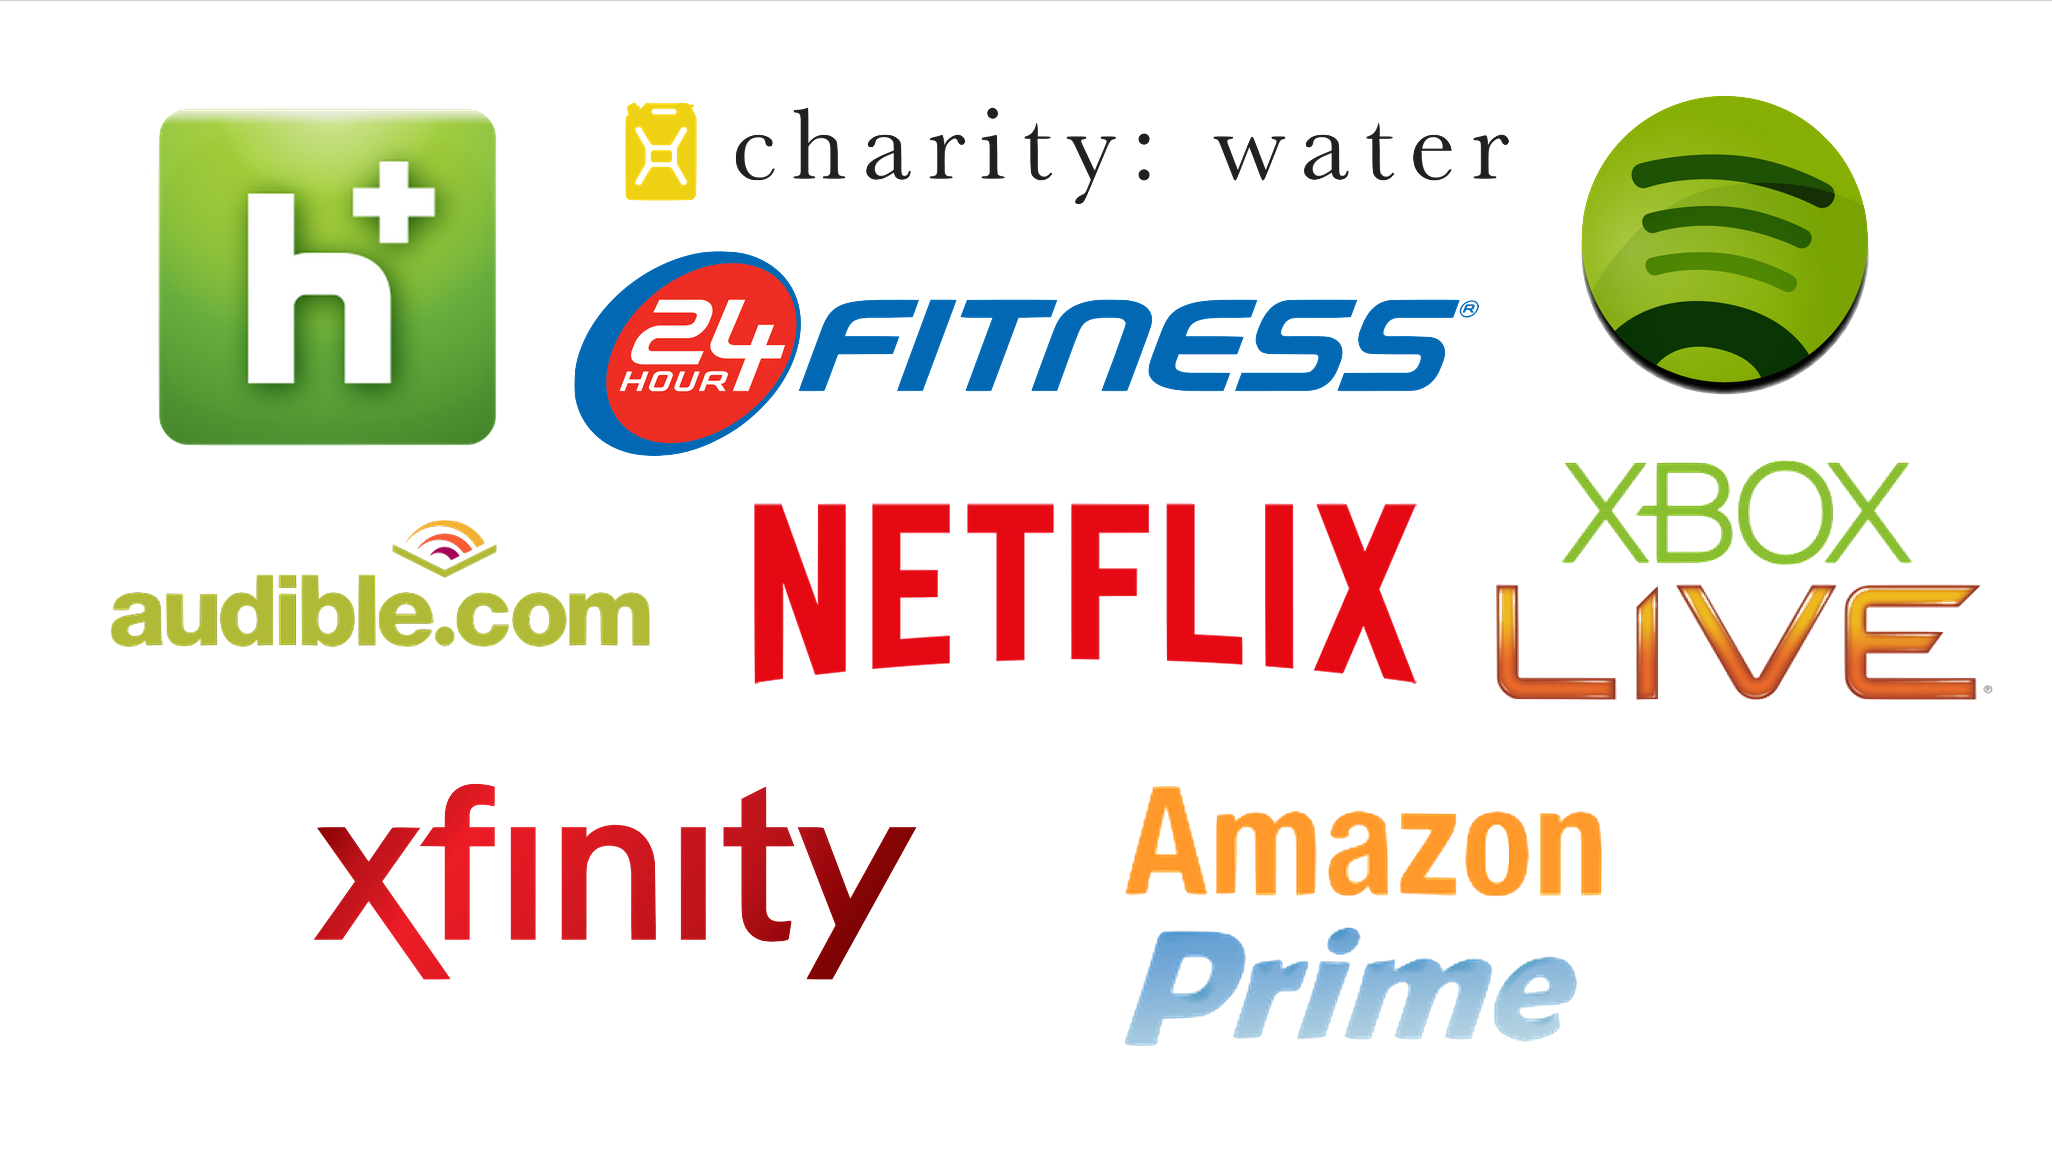 h+
charity: water
24
HOUR
FITNESS®
audible.com
NETFLIX
XBOX
LIVE®
xfinity
Amazon
Prime